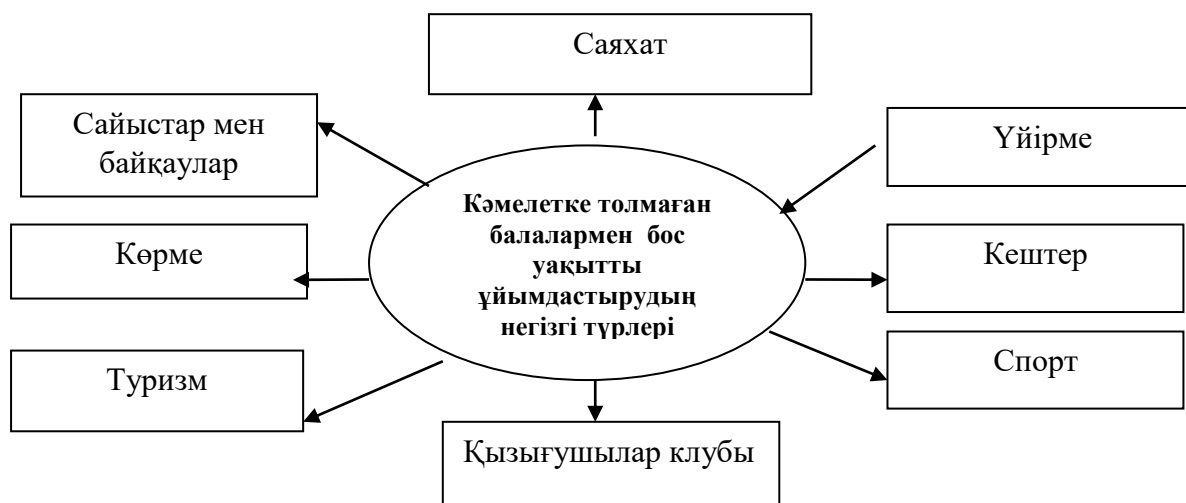 Саяхат
Сайыстар мен
байқаулар
Үйірме
Кәмелетке толмаған
балалармен бос
уақытты
ұйымдастырудың
негізгі түрлері
Көрме
Кештер
Туризм
Спорт
Қызығушылар клубы